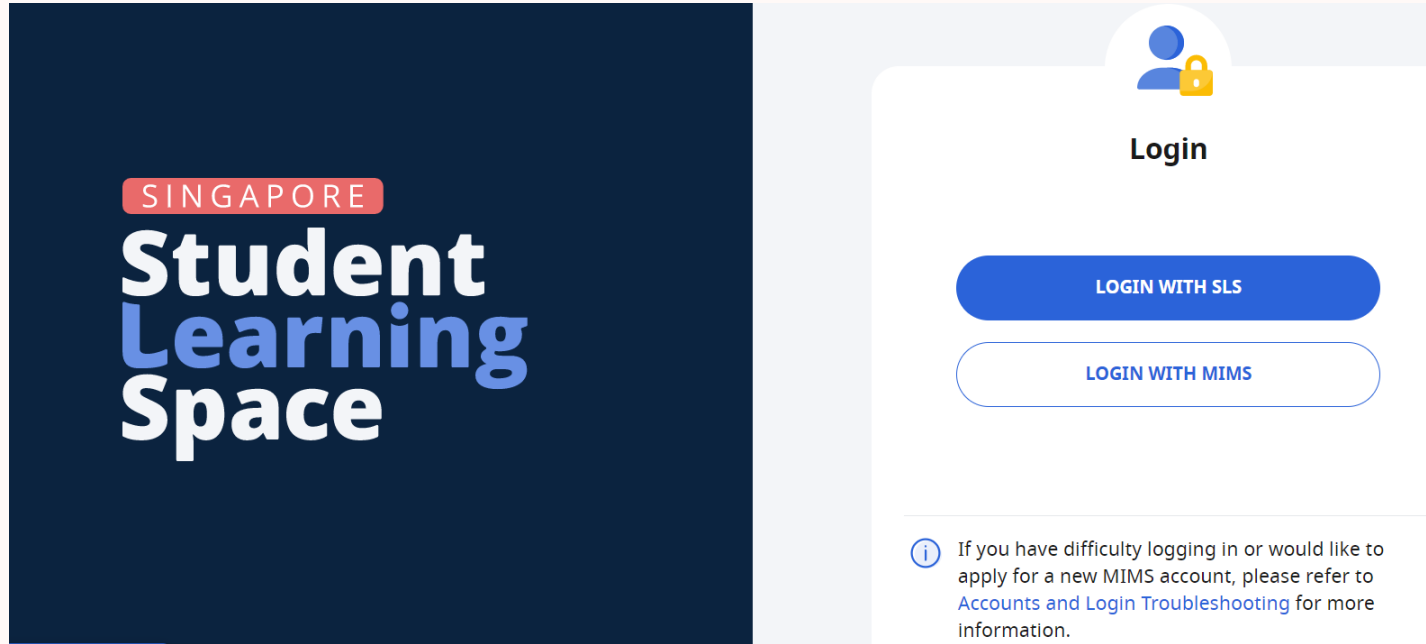 SINGAPORE
Student
Learning
Space
Login
LOGIN WITH SLS
LOGIN WITH MIMS
If you have difficulty logging in or would like to
apply for a new MIMS account, please refer to
Accounts and Login Troubleshooting for more
information.